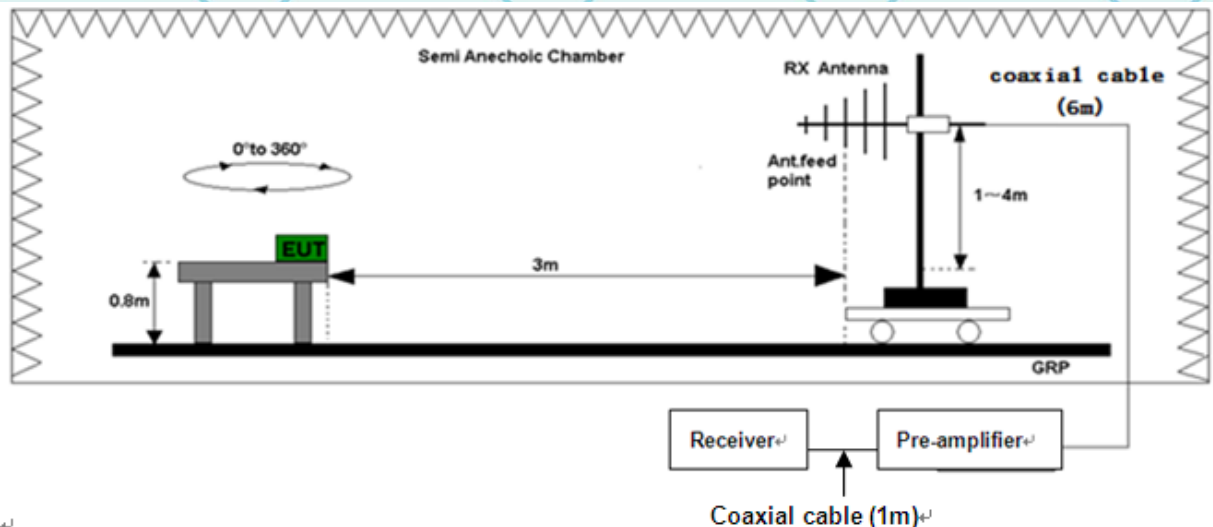 Semi Anechoic Chamber
RX Antenna
coaxial cable
(6m)
0°to 360°
Ant.feed
point
1~4m
EUT
3m
0.8m
GRP
Receiver↵
Pre-amplifier↵
Coaxial cable (1m)↵
↵